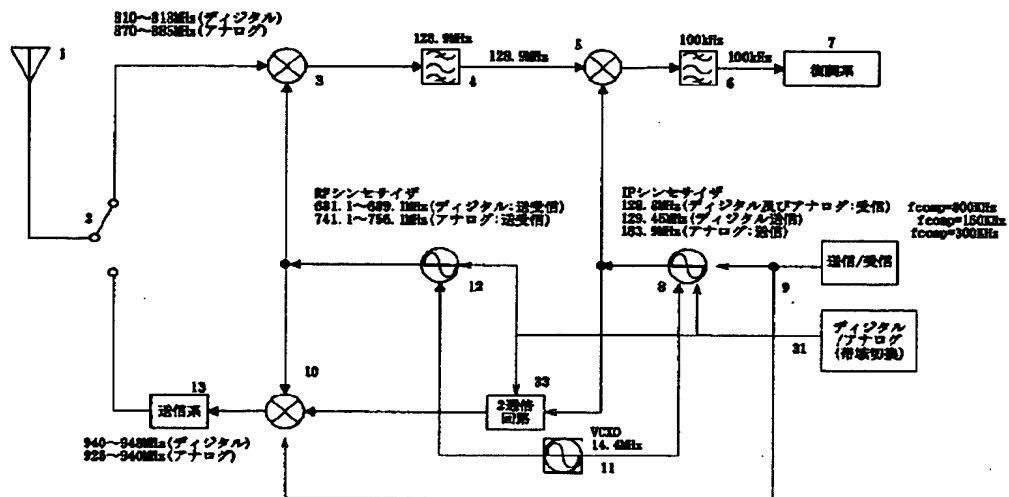 810～818MHz(ディジタル)
870～885MHz(アナログ)
1
2
3
128.9MHz
4
128.9MHz
5
100kHz
6
100kHz
7
復調系
RFシンセサイザ
681.1～689.1MHz(ディジタル:送受信)
741.1～756.1MHz(アナログ:送受信)
IFシンセサイザ
128.8MHz(ディジタル及びアナログ:受信)
129.45MHz(ディジタル送信)
183.9MHz(アナログ:送信)
fcomp=800KHz
fcomp=150KHz
fcomp=300KHz
12
8
9
送信/受信
ディジタル
/アナログ
(帯域切換)
31
10
33
2逓倍
回路
13
送信系
940～948MHz(ディジタル)
925～940MHz(アナログ)
VCXO
14.4MHz
11